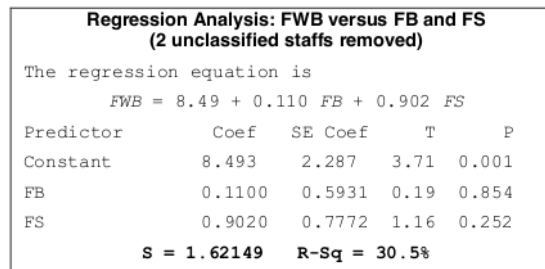 Regression Analysis: FWB versus FB and FS
(2 unclassified staffs removed)
The regression equation is
FWB = 8.49 + 0.110 FB + 0.902 FS
Predictor Coef SE Coef T P
Constant 8.493 2.287 3.71 0.001
FB 0.1100 0.5931 0.19 0.854
FS 0.9020 0.7772 1.16 0.252
S = 1.62149 R-Sq = 30.5%